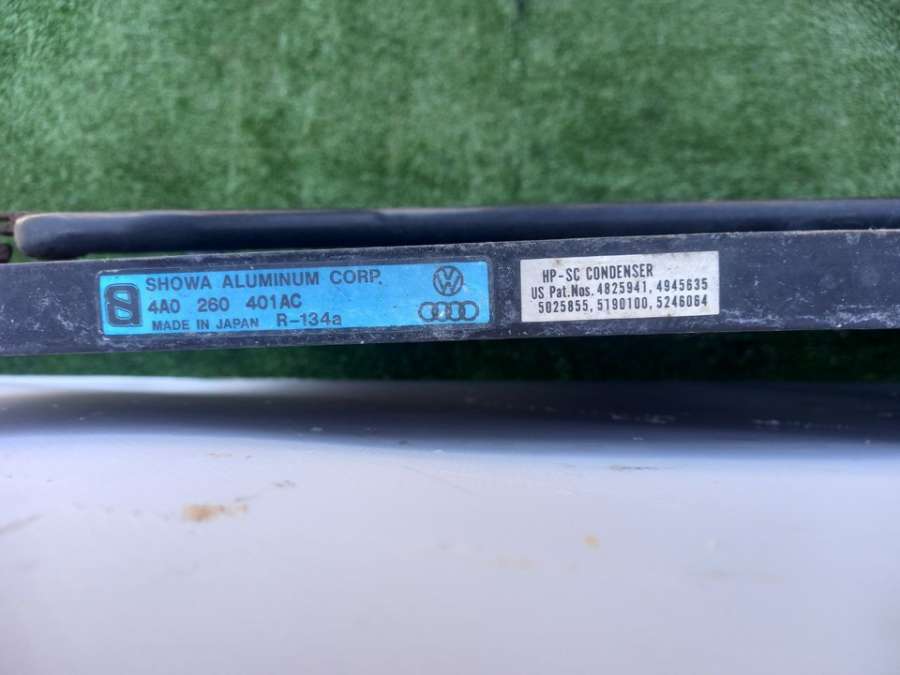 SHOWA ALUMINUM CORP.
4A0 260 401AC
MADE IN JAPAN R-134a
HP-SC CONDENSER
US Pat.Nos. 4825941, 4945635
5025855, 5190100, 5246064